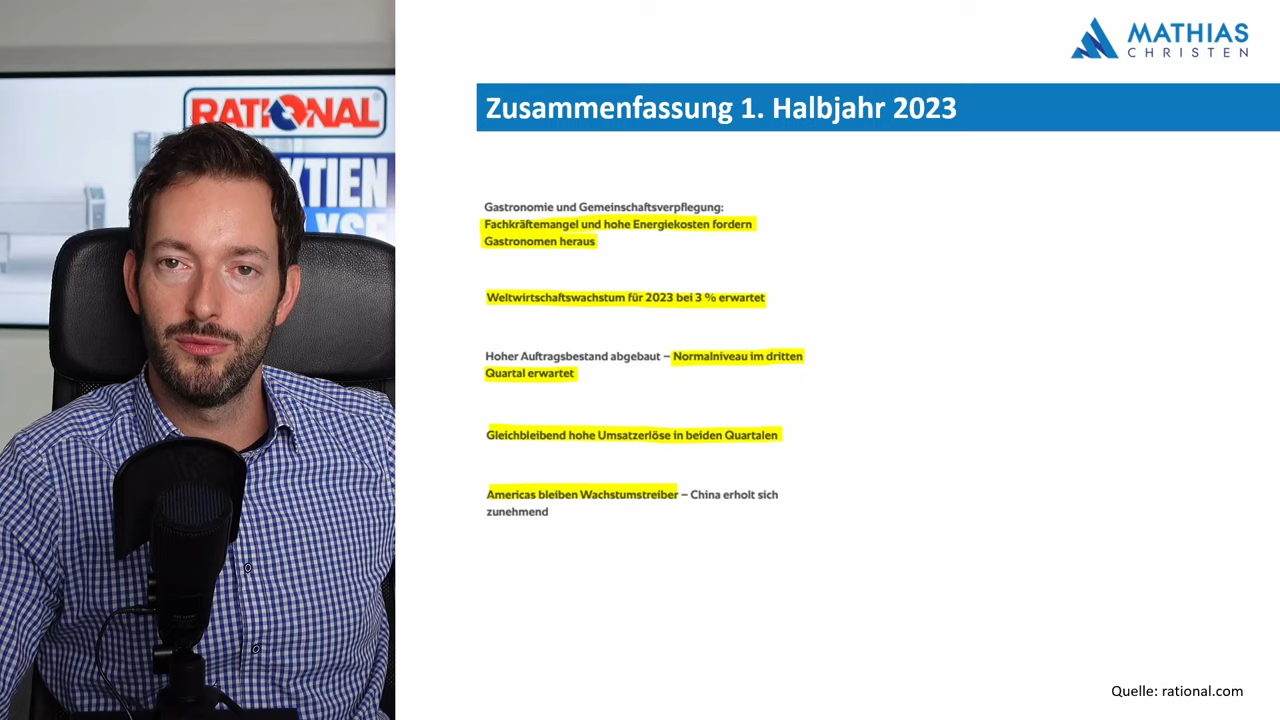 RATIONAL
KTIEN
YSE
MATHIAS
CHRISTEN
Zusammenfassung 1. Halbjahr 2023
Gastronomie und Gemeinschaftsverpflegung:
Fachkräftemangel und hohe Energiekosten fordern
Gastronomen heraus
Weltwirtschaftswachstum für 2023 bei 3 % erwartet
Hoher Auftragsbestand abgebaut – Normalniveau im dritten
Quartal erwartet
Gleichbleibend hohe Umsatzerlöse in beiden Quartalen
Americas bleiben Wachstumstreiber – China erholt sich
zunehmend
Quelle: rational.com